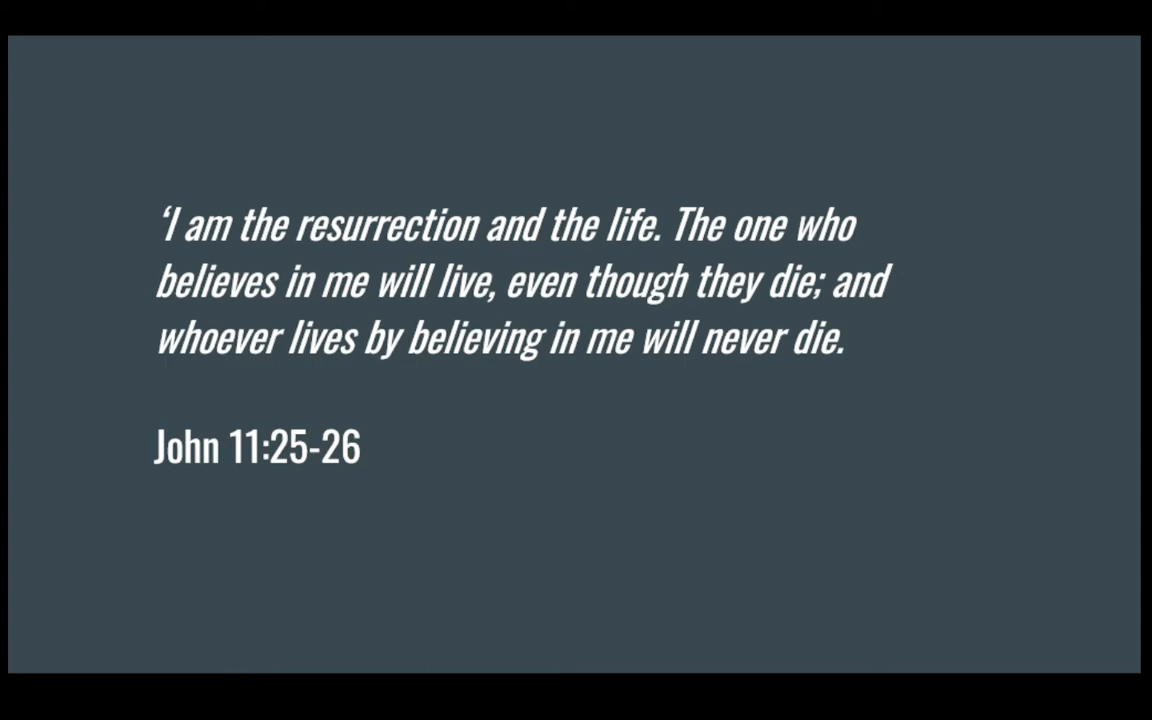 ‘I am the resurrection and the life. The one who
believes in me will live, even though they die; and
whoever lives by believing in me will never die.
John 11:25-26